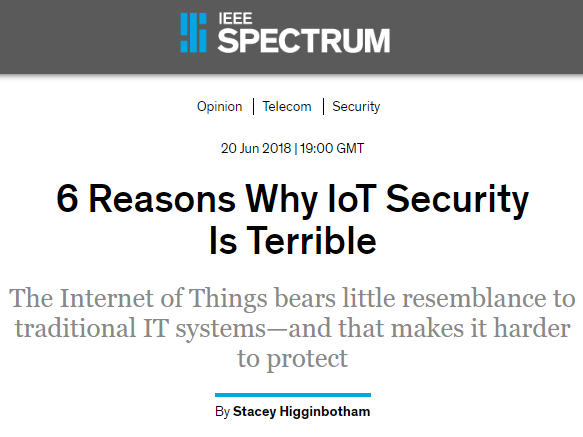 IEEE
SPECTRUM
Opinion | Telecom | Security
20 Jun 2018 | 19:00 GMT
6 Reasons Why IoT Security
Is Terrible
The Internet of Things bears little resemblance to
traditional IT systems—and that makes it harder
to protect
By Stacey Higginbotham